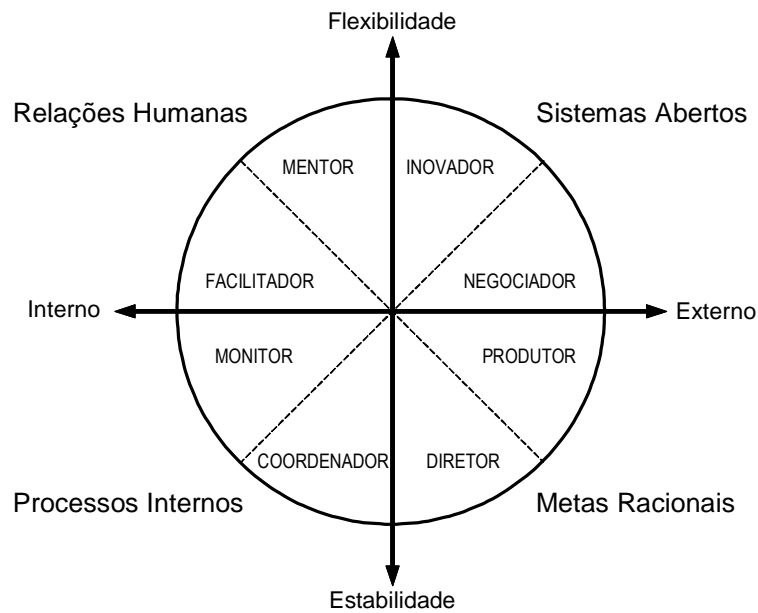 Flexibilidade
Relações Humanas
Sistemas Abertos
MENTOR
INOVADOR
FACILITADOR
NEGOCIADOR
Interno
Externo
MONITOR
PRODUTOR
COORDENADOR
DIRETOR
Processos Internos
Metas Racionais
Estabilidade